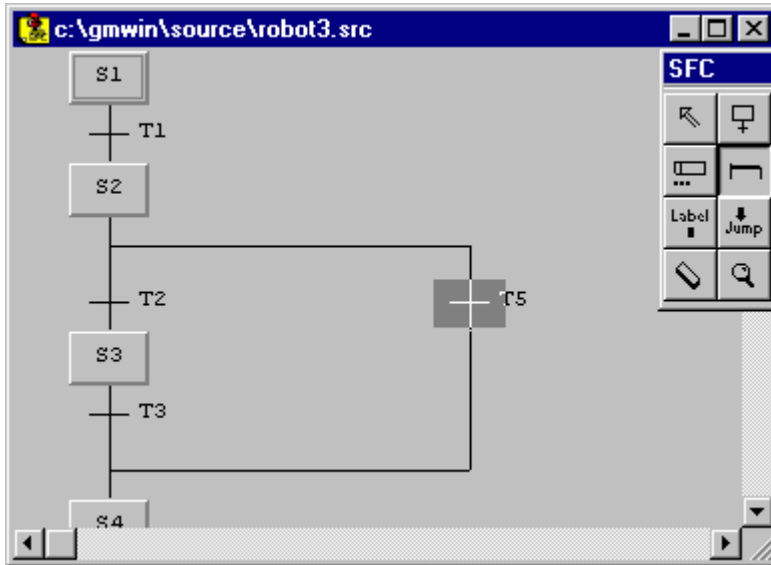 c:\gmwin\source\robot3.src
S1
SFC
T1
S2
Label
Jump
T2
T5
S3
T3
S4